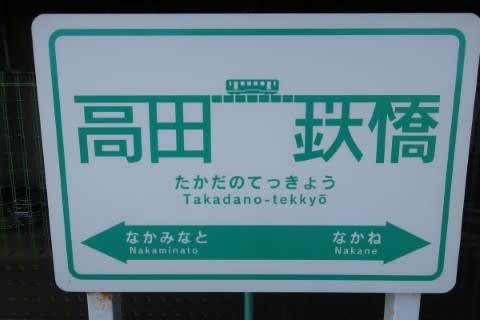 高田 鉄橋
たかだのてっきょう
Takadano-tekkyō
なかみなと なかね
Nakaminato Nakane